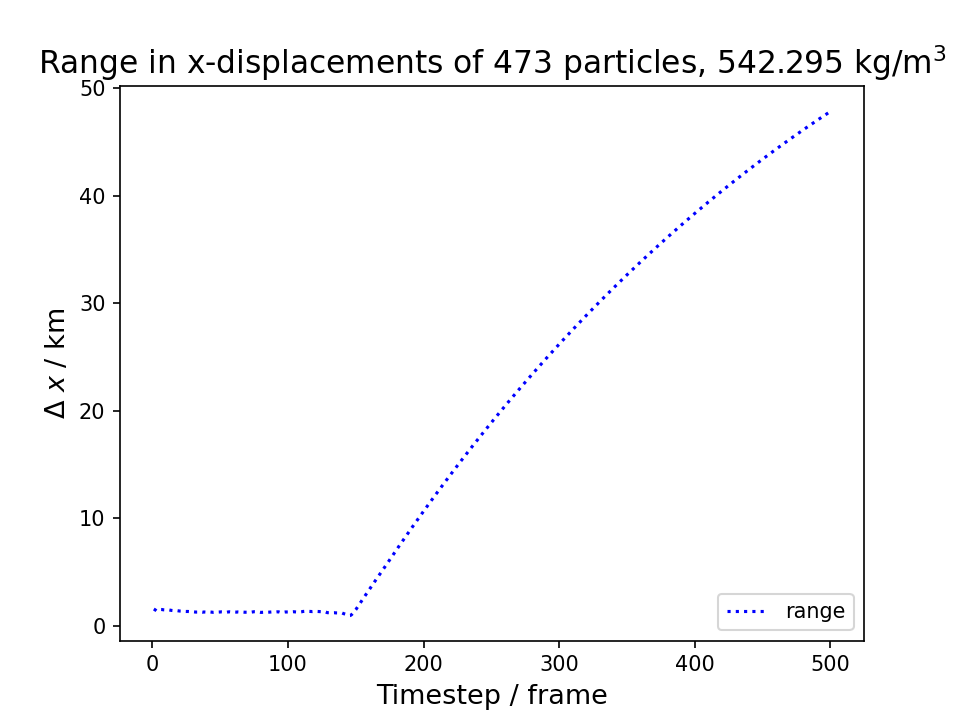 Range in x-displacements of 473 particles, 542.295 kg/m³
50
40
30
20
10
0
Δ x / km
range
0 100 200 300 400 500
Timestep / frame